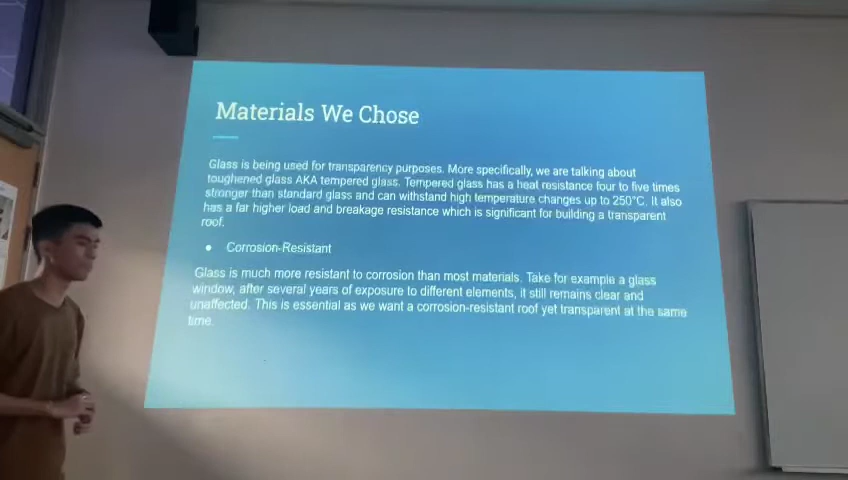 Materials We Chose
Glass is being used for transparency purposes. More specifically, we are talking about
toughened glass AKA tempered glass. Tempered glass has a heat resistance four to five times
stronger than standard glass and can withstand high temperature changes up to 250°C. It also
has a far higher load and breakage resistance which is significant for building a transparent
roof.
● Corrosion-Resistant
Glass is much more resistant to corrosion than most materials. Take for example a glass
window, after several years of exposure to different elements, it still remains clear and
unaffected. This is essential as we want a corrosion-resistant roof yet transparent at the same
time.